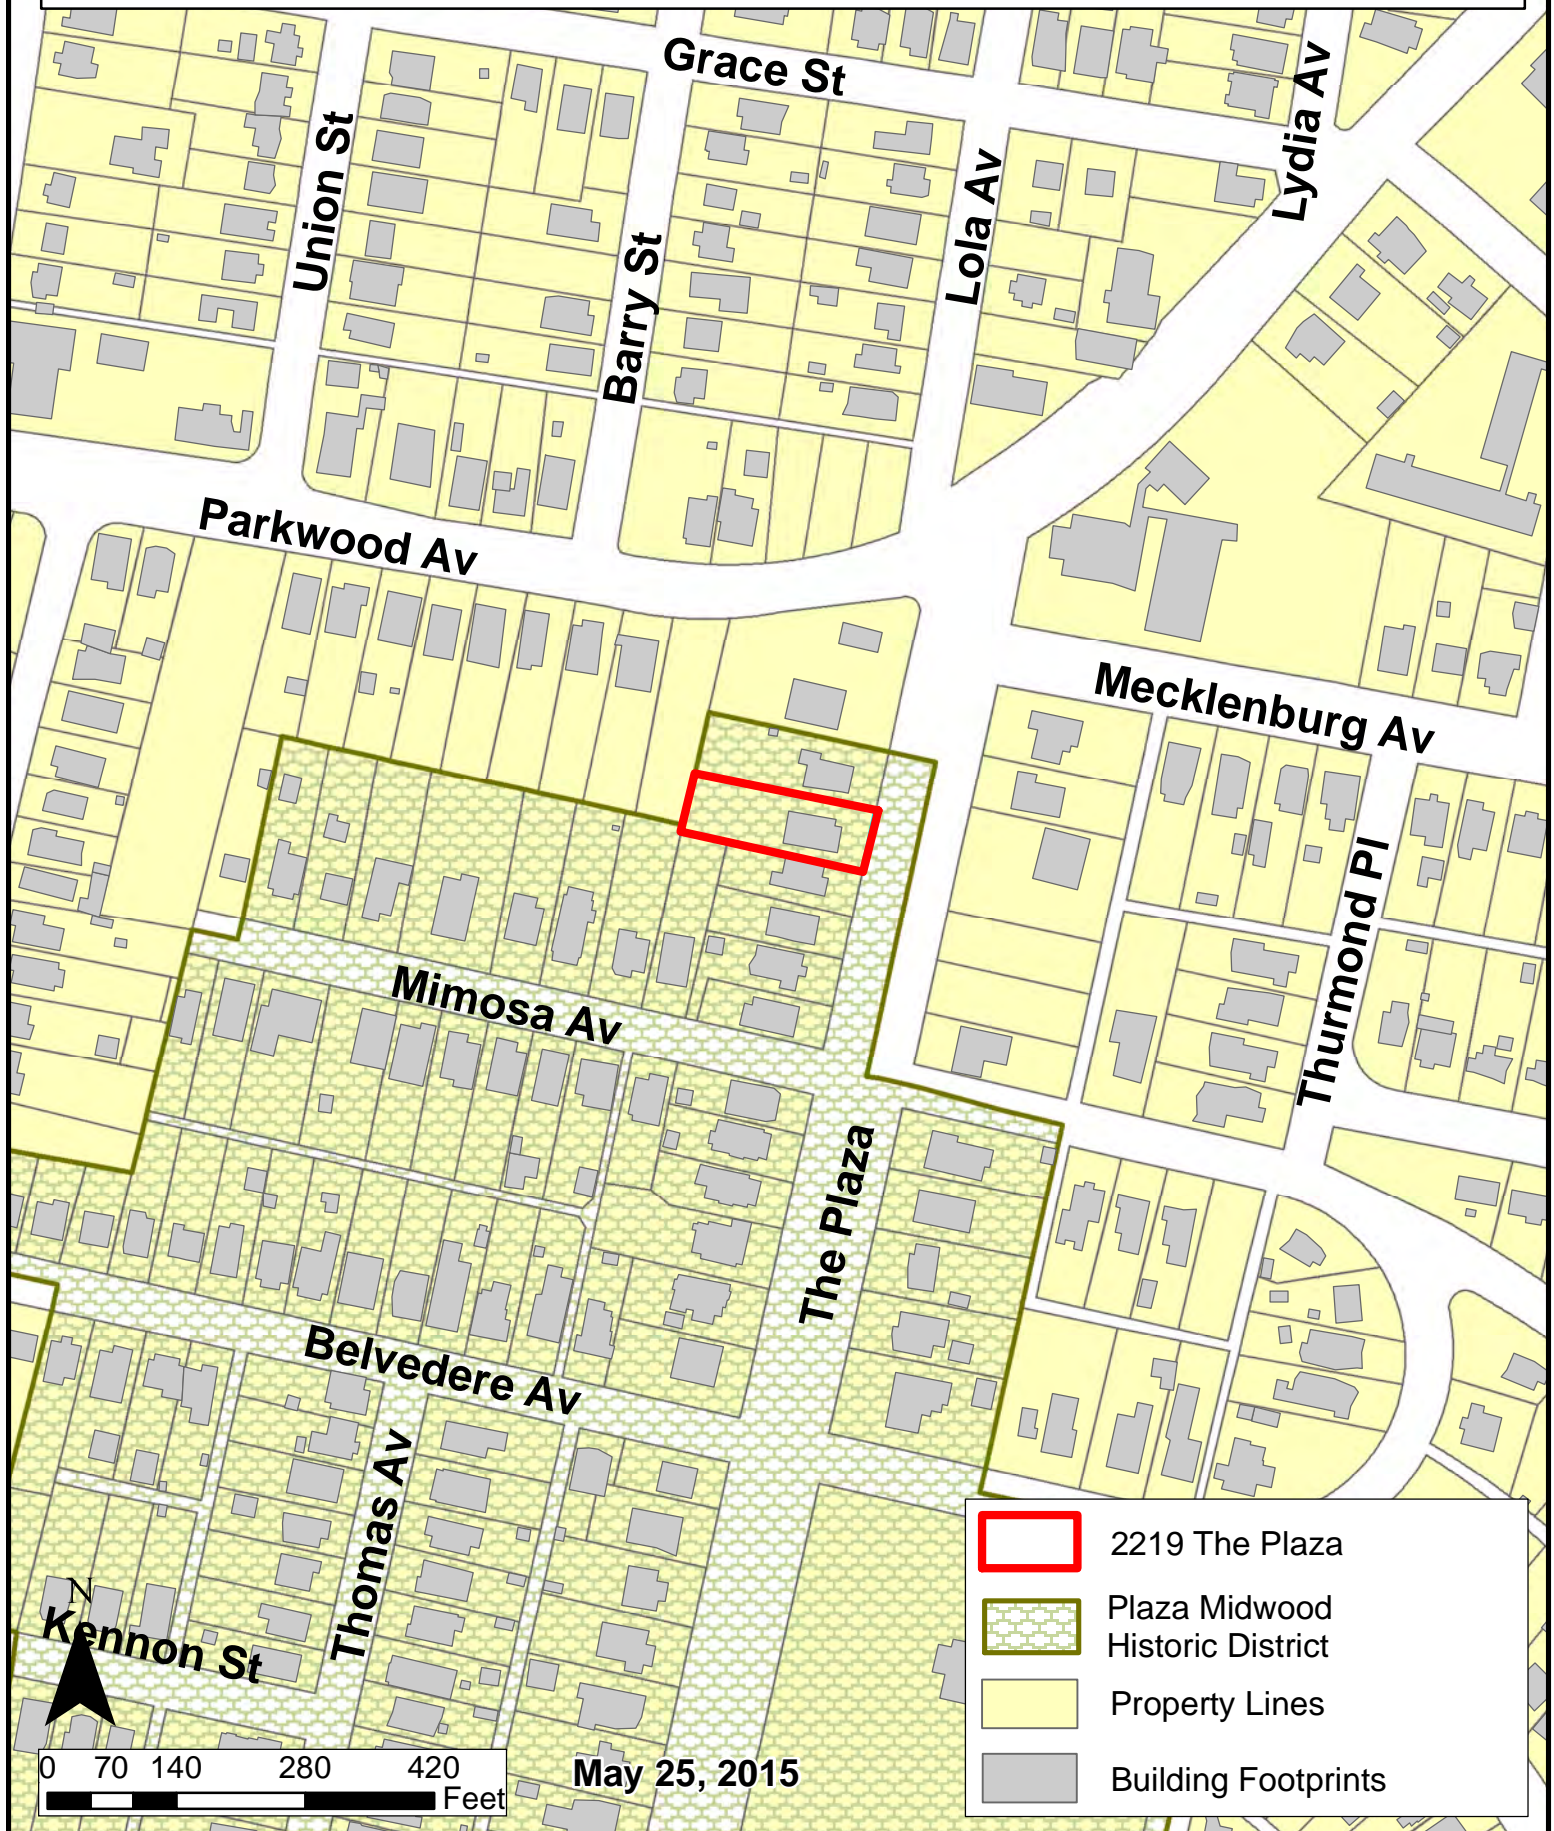 Grace St
Lydia Av
Union St
Lola Av
Barry St
Parkwood Av
Mecklenburg Av
Thurmond Pl
Mimosa Av
The Plaza
Belvedere Av
Thomas Av
N
Kennon St
2219 The Plaza
Plaza Midwood
Historic District
Property Lines
Building Footprints
0 70 140 280 420
Feet
May 25, 2015